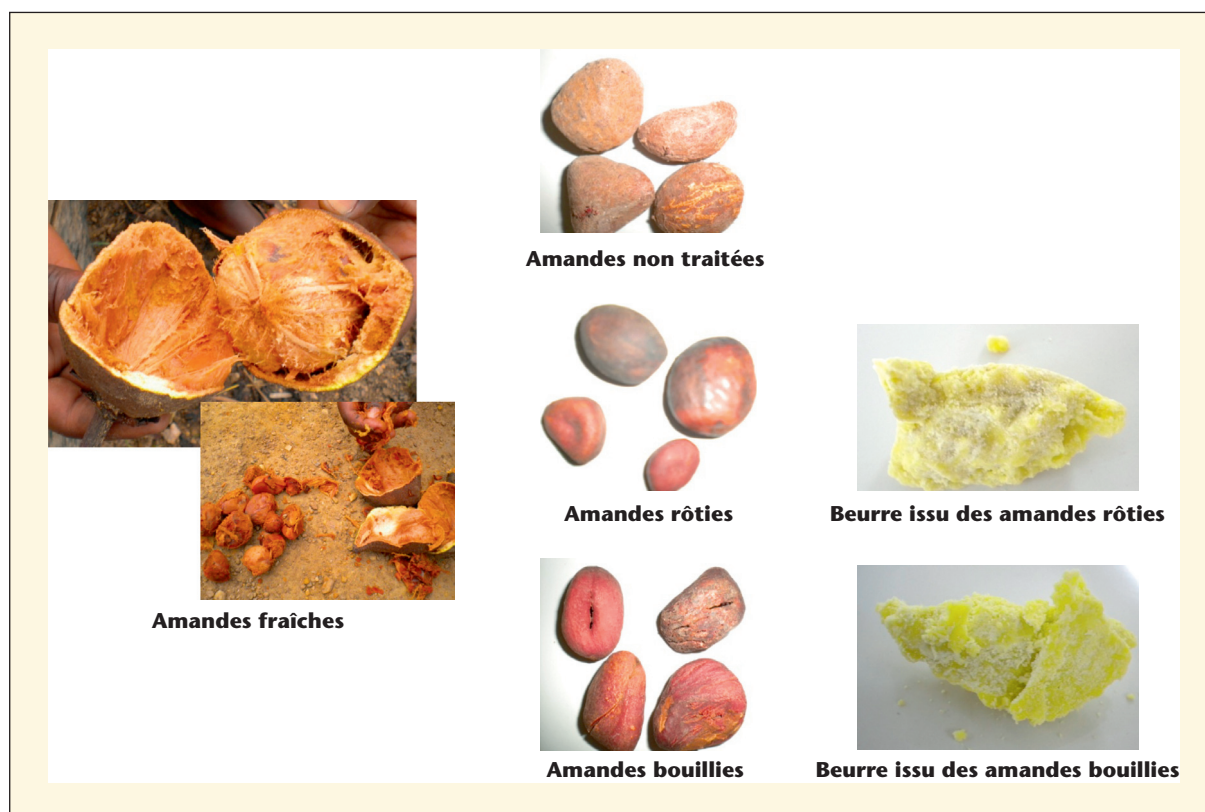 Amandes non traitées
Amandes rôties
Beurre issu des amandes rôties
Amandes fraîches
Amandes bouillies
Beurre issu des amandes bouillies